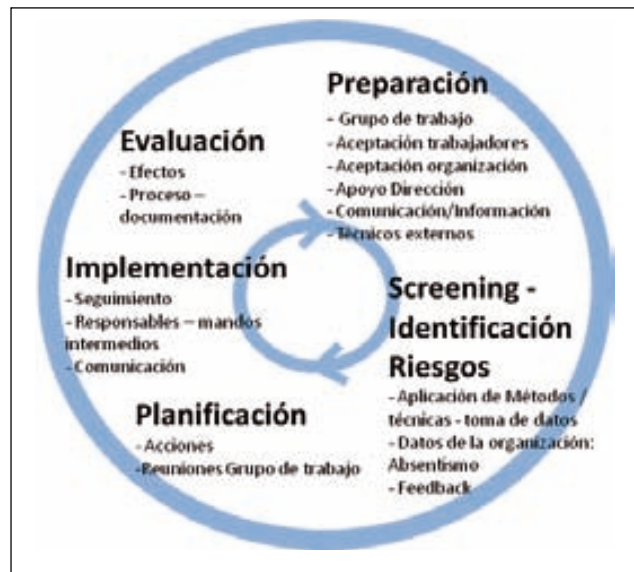 Preparación
- Grupo de trabajo
- Aceptación trabajadores
- Aceptación organización
- Apoyo Dirección
- Comunicación/Información
- Técnicos externos
Screening -
Identificación
Riesgos
- Aplicación de Métodos /
técnicas - toma de datos
- Datos de la organización:
Absentismo
- Feedback
Planificación
- Acciones
-Reuniones Grupo de trabajo
Implementación
- Seguimiento
- Responsables – mandos
intermedios
- Comunicación
Evaluación
- Efectos
- Proceso –
documentación